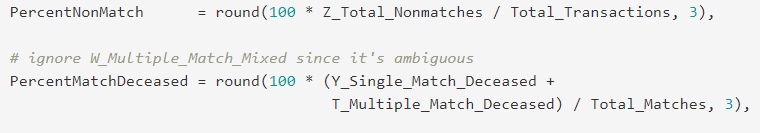 PercentNonMatch      = round(100 * Z_Total_Nonmatches / Total_Transactions, 3),
# ignore W_Multiple_Match_Mixed since it's ambiguous
PercentMatchDeceased = round(100 * (Y_Single_Match_Deceased +
                                    T_Multiple_Match_Deceased) / Total_Matches, 3),